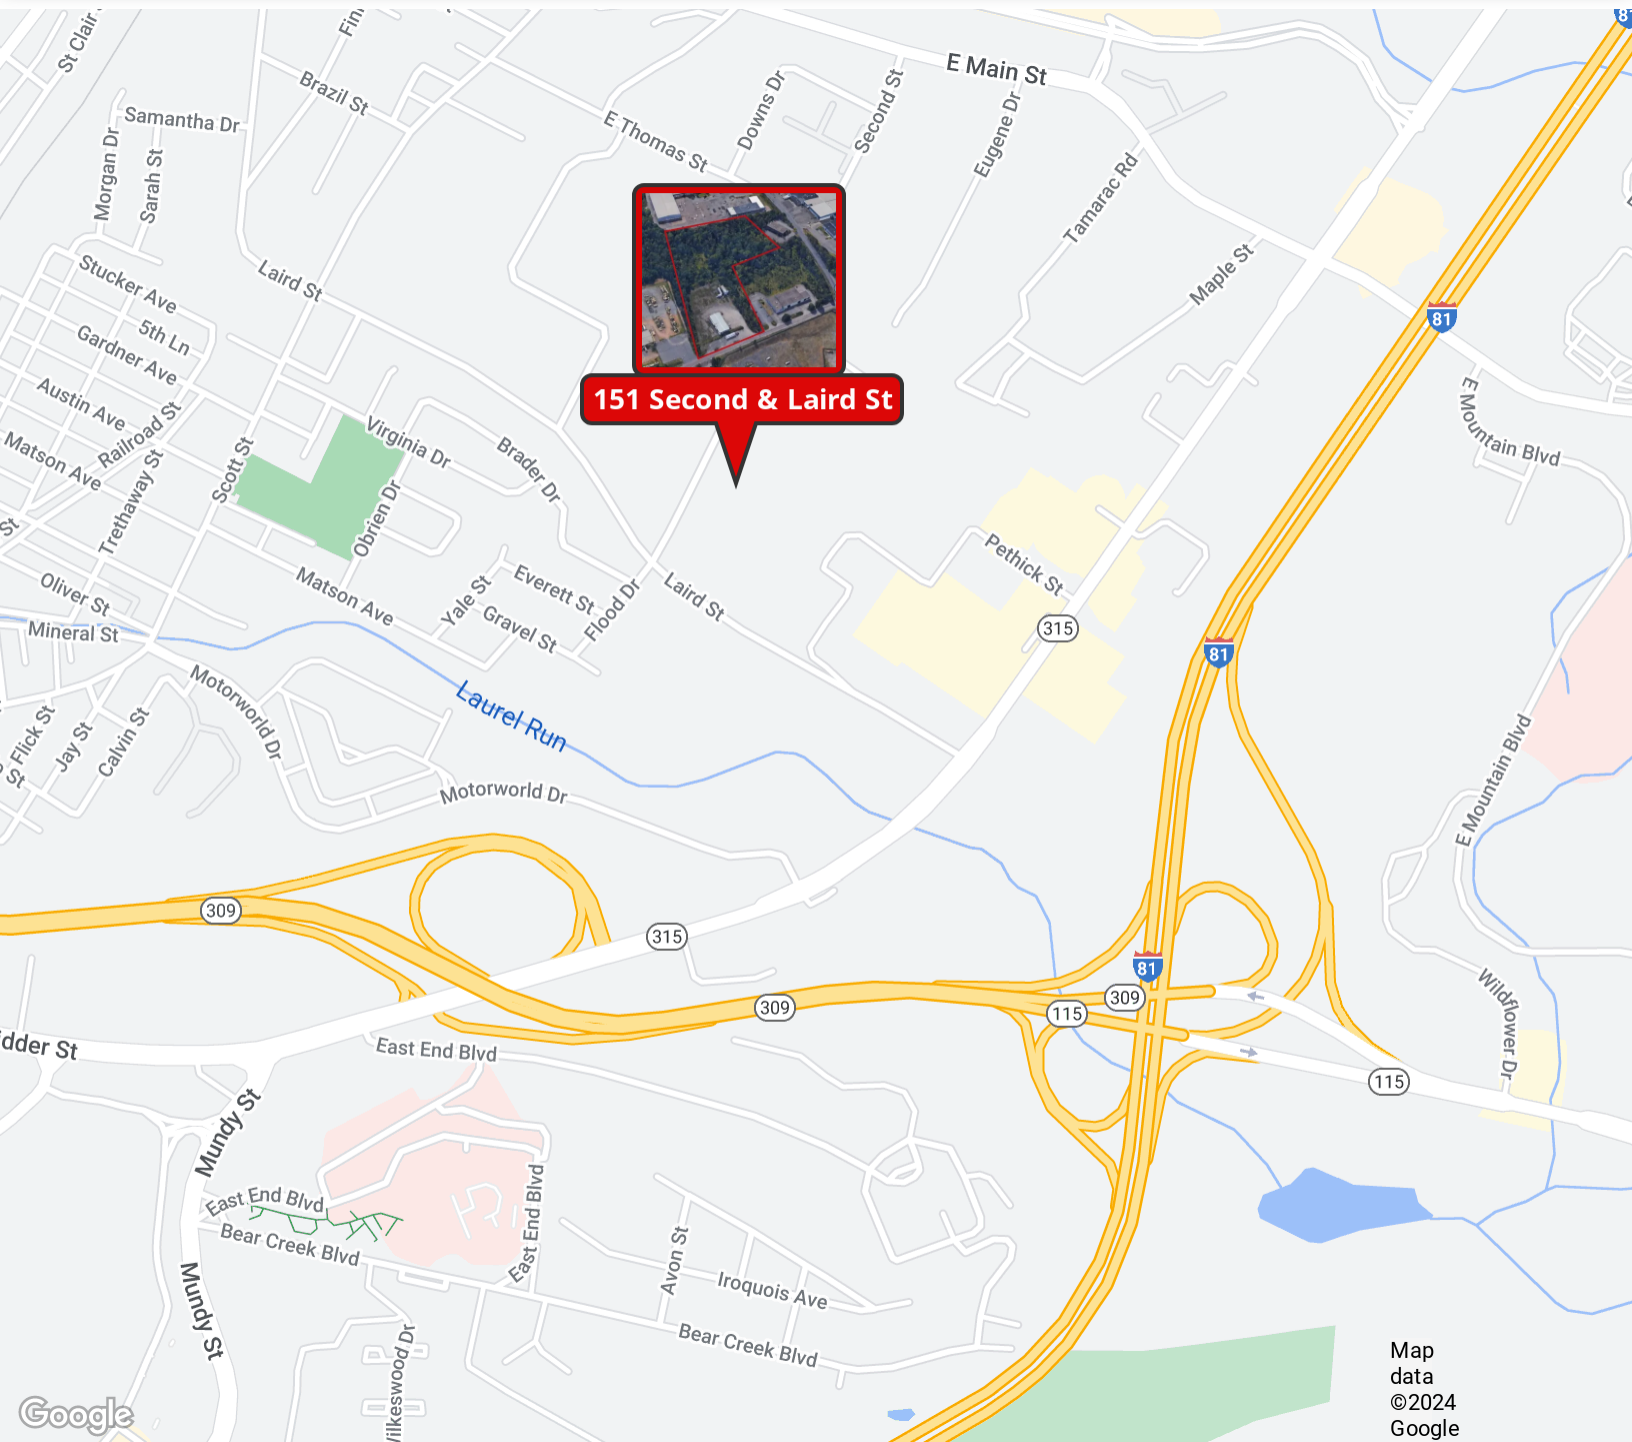 St Clair
Brazil St
Samantha Dr
Morgan Dr
Sarah St
E Main St
Downs Dr
Second St
Eugene Dr
E Thomas St
Tamarac Rd
Maple St
81
Stucker Ave
5th Ln
Gardner Ave
Austin Ave
Railroad St
Matson Ave
Laird St
Trethaway St
Scott St
Virginia Dr
Brader Dr
Obrien Dr
151 Second & Laird St
81
E Mountain Blvd
St
Oliver St
Mineral St
Matson Ave
Yale St
Everett St
Gravel St
Flood Dr
Laird St
Pethick St
315
81
Motorworld Dr
Laurel Run
Flick St
Jay St
Calvin St
St
Motorworld Dr
E Mountain Blvd
309
315
309
309
115
81
Wildflower Dr
115
dder St
East End Blvd
Mundy St
East End Blvd
Bear Creek Blvd
East End Blvd
Avon St
Iroquois Ave
Bear Creek Blvd
Mundy St
ilkeswood Dr
Google
Map
data
©2024
Google